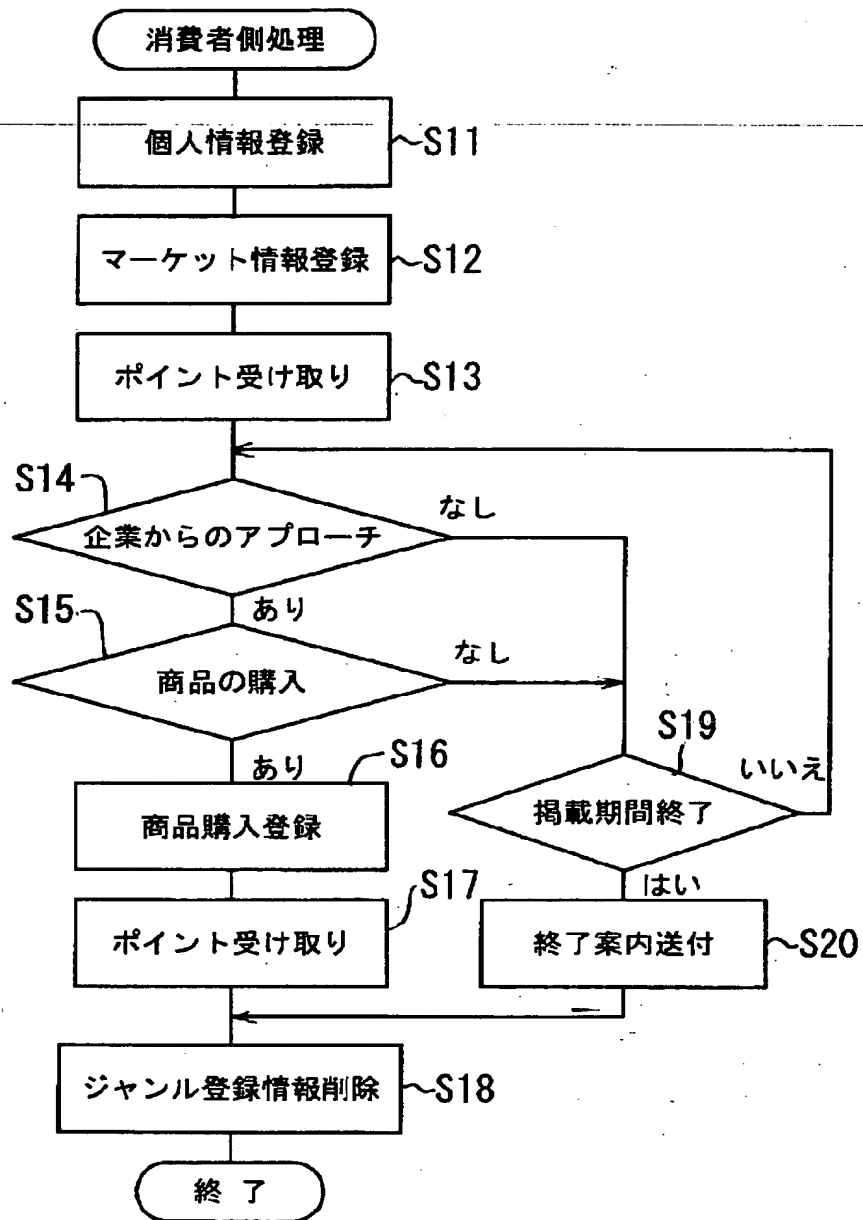 消費者側処理
個人情報登録
S11
マーケット情報登録
S12
ポイント受け取り
S13
S14
企業からのアプローチ
なし
あり
S15
商品の購入
なし
あり
S16
商品購入登録
S19
掲載期間終了
いいえ
はい
S17
ポイント受け取り
終了案内送付
S20
ジャンル登録情報削除
S18
終了